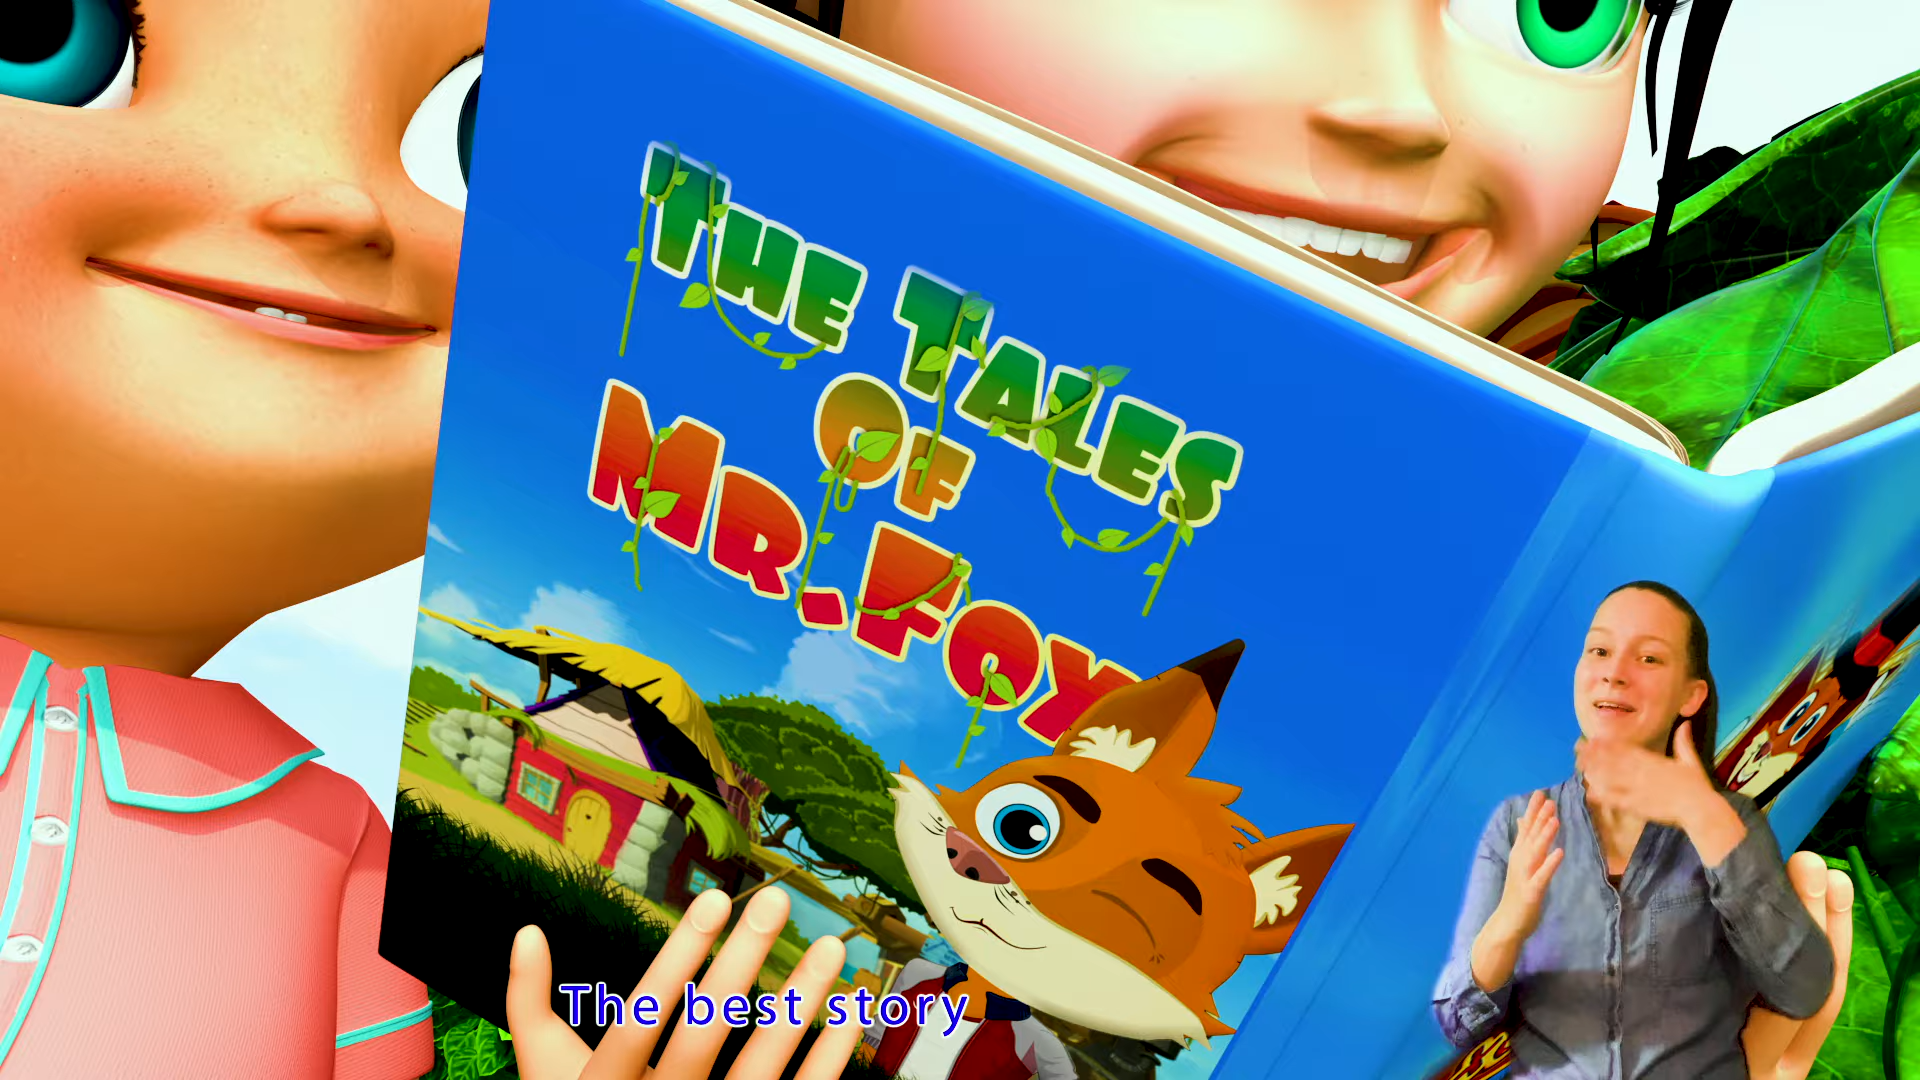 The Tales
Of
Mr. Fox
The best story